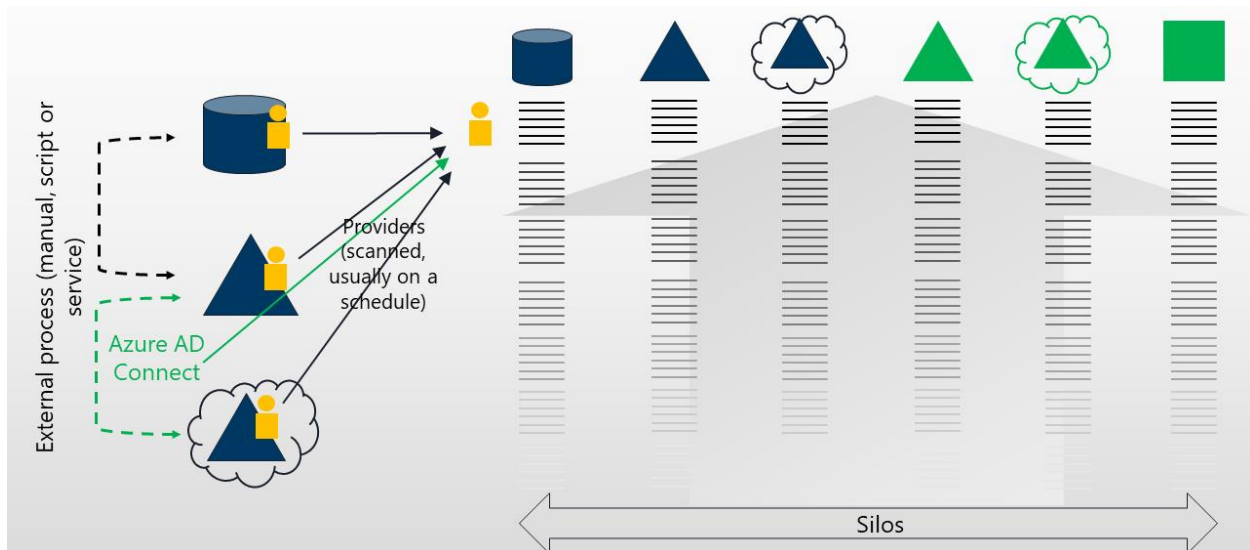 External process (manual, script or
service)
Azure AD
Connect
Providers
(scanned,
usually on a
schedule)
Silos